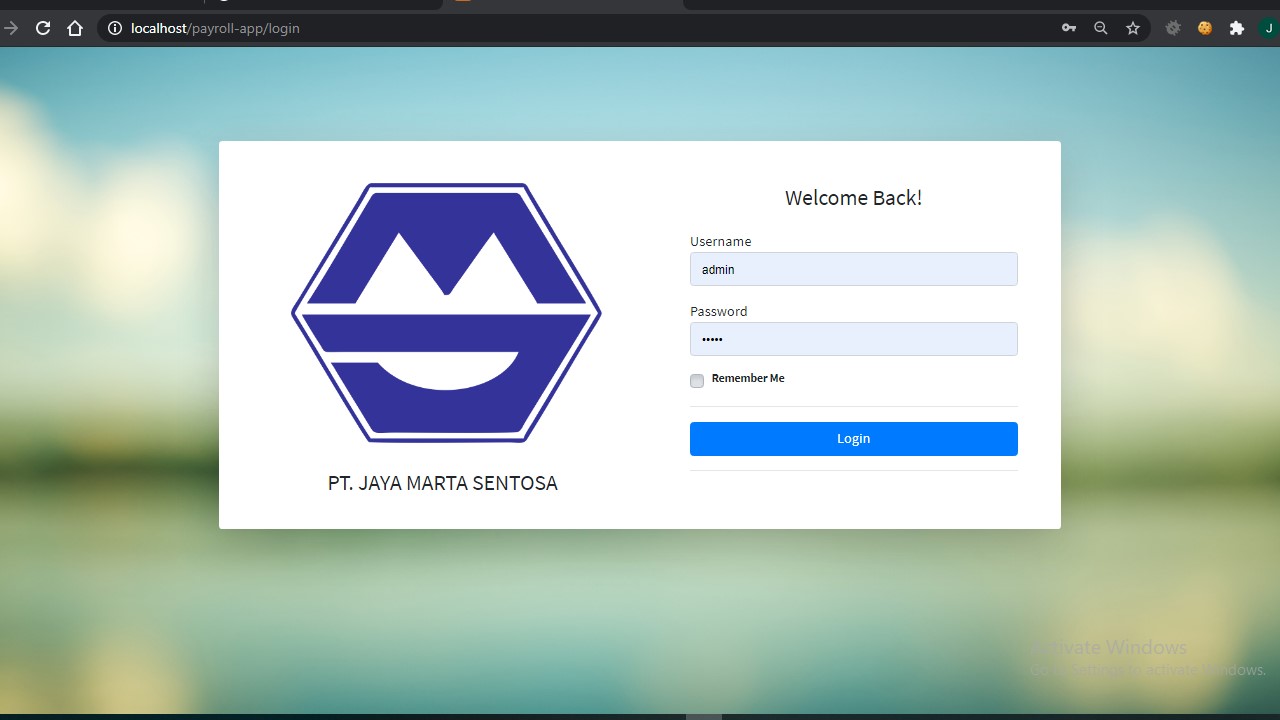 localhost/payroll-app/login
J
Welcome Back!
Username
admin
Password
•••••
Remember Me
Login
PT. JAYA MARTA SENTOSA
Activate Windows
Go to Settings to activate Windows.